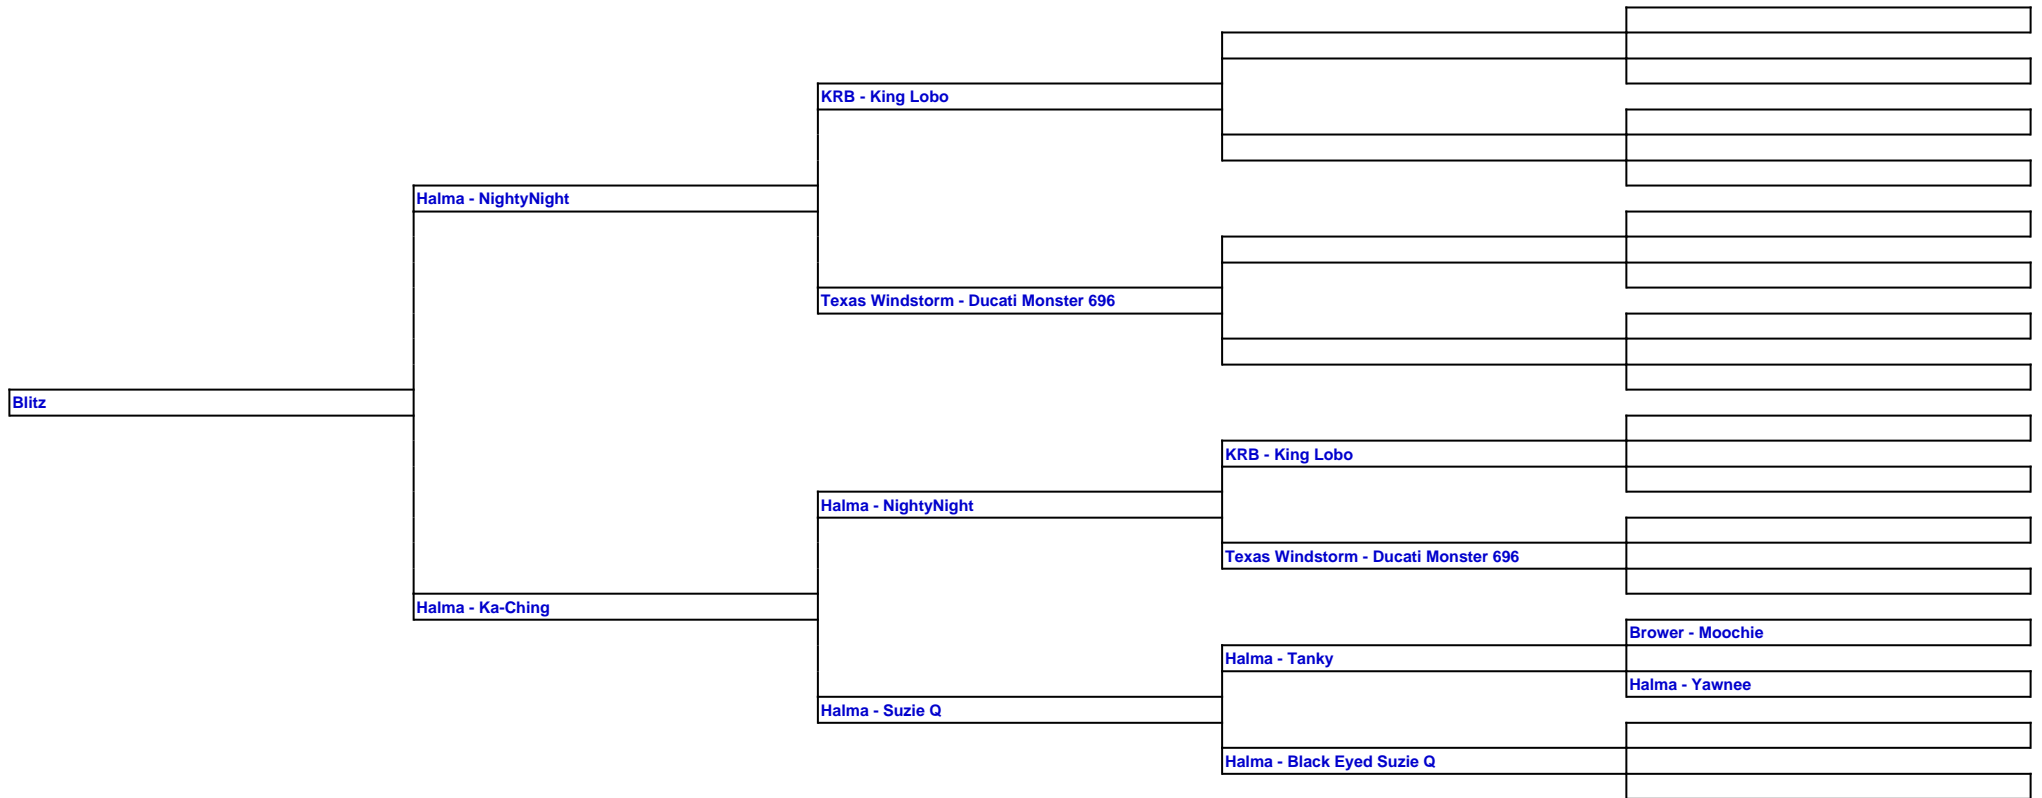 KRB - King Lobo
Halma - NightyNight
Texas Windstorm - Ducati Monster 696
Blitz
KRB - King Lobo
Halma - NightyNight
Texas Windstorm - Ducati Monster 696
Halma - Ka-Ching
Brower - Moochie
Halma - Tanky
Halma - Yawnee
Halma - Suzie Q
Halma - Black Eyed Suzie Q